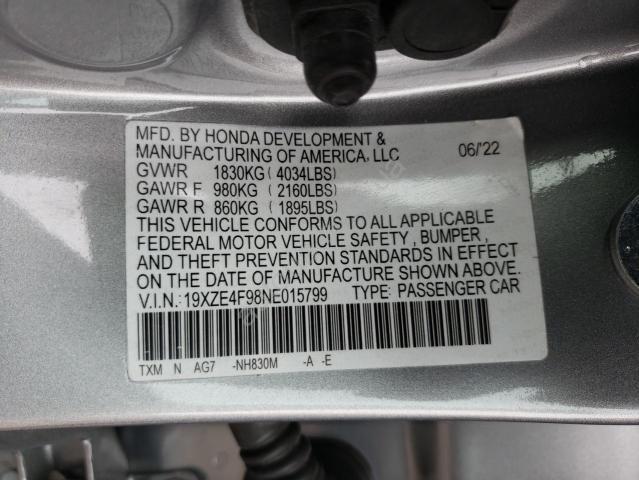 MFD. BY HONDA DEVELOPMENT &
MANUFACTURING OF AMERICA, LLC 06/'22
GVWR 1830KG (4034LBS)
GAWR F 980KG (2160LBS)
GAWR R 860KG (1895LBS)
THIS VEHICLE CONFORMS TO ALL APPLICABLE
FEDERAL MOTOR VEHICLE SAFETY, BUMPER,
AND THEFT PREVENTION STANDARDS IN EFFECT
ON THE DATE OF MANUFACTURE SHOWN ABOVE.
V.I.N.: 19XZE4F98NE015799 TYPE: PASSENGER CAR
TXM N AG7 -NH830M -A -E